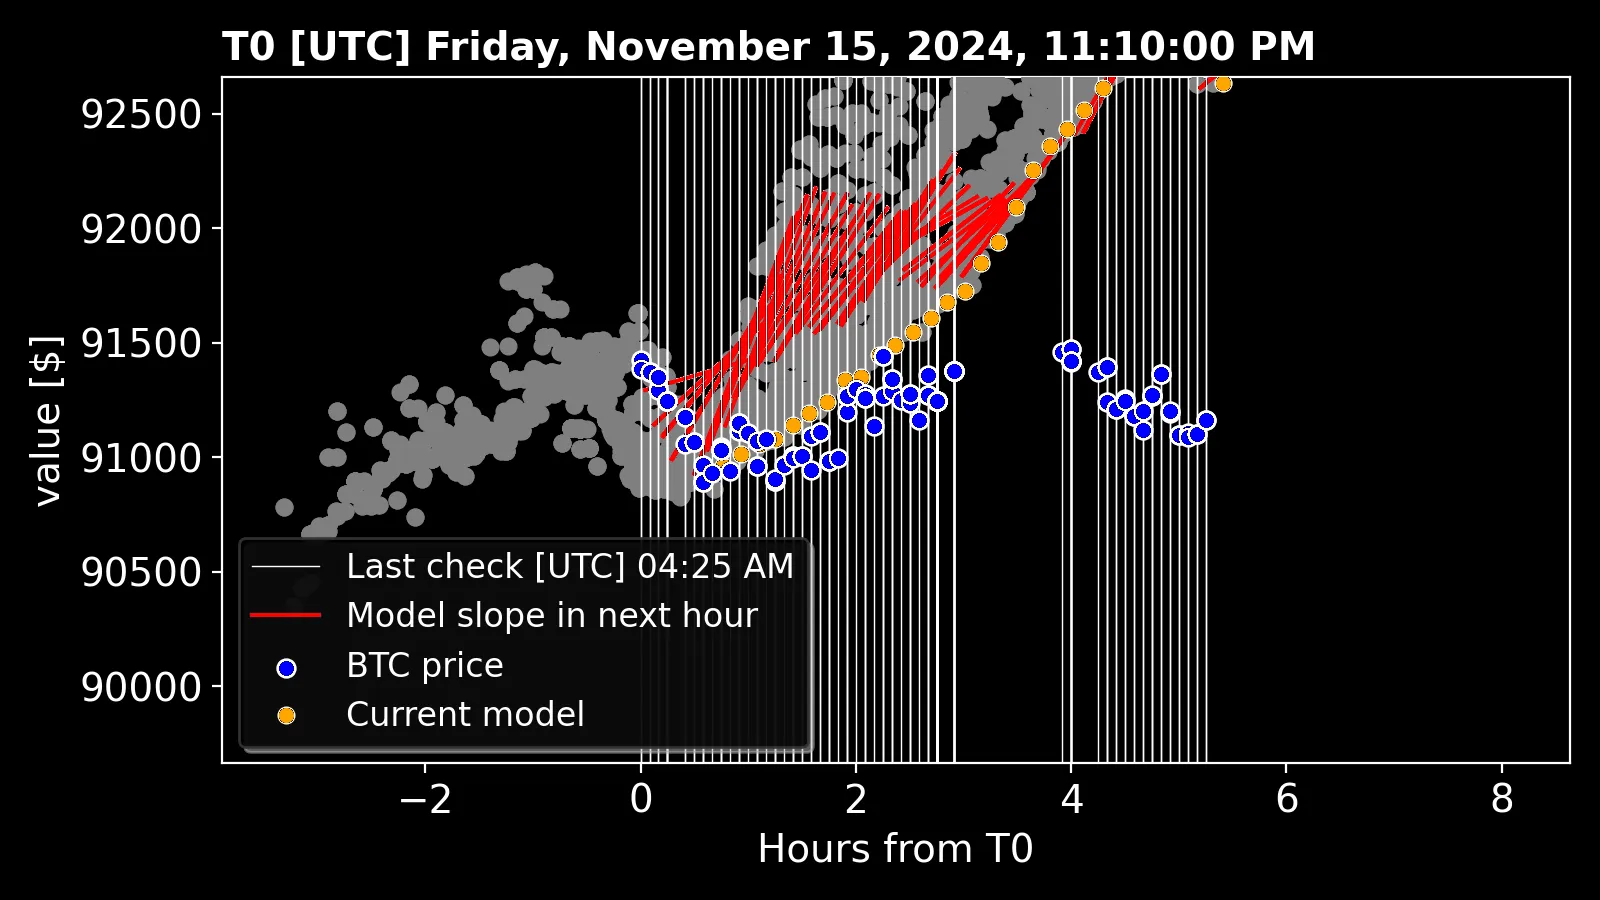 T0 [UTC] Friday, November 15, 2024, 11:10:00 PM
value [$]
92500
92000
91500
91000
90500
90000
Last check [UTC] 04:25 AM
Model slope in next hour
BTC price
Current model
−2 0 2 4 6 8
Hours from T0